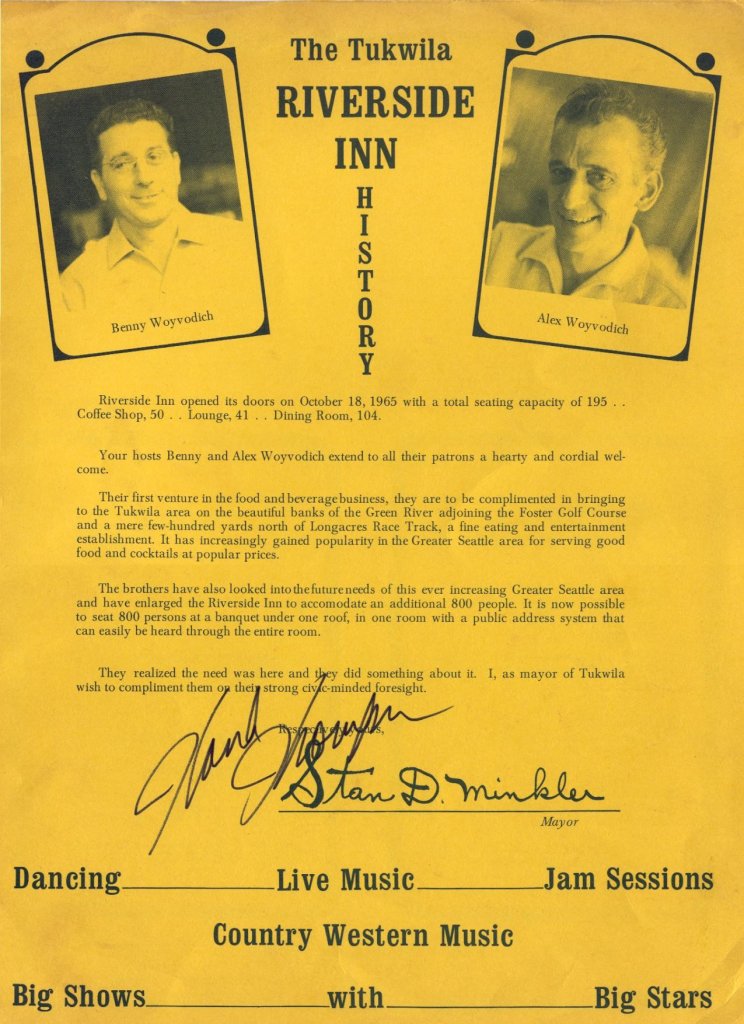 The Tukwila
RIVERSIDE
INN
HISTORY
Benny Woyvodich
Alex Woyvodich
Riverside Inn opened its doors on October 18, 1965 with a total seating capacity of 195 . .
Coffee Shop, 50 . . Lounge, 41 . . Dining Room, 104.
Your hosts Benny and Alex Woyvodich extend to all their patrons a hearty and cordial wel-
come.
Their first venture in the food and beverage business, they are to be complimented in bringing
to the Tukwila area on the beautiful banks of the Green River adjoining the Foster Golf Course
and a mere few-hundred yards north of Longacres Race Track, a fine eating and entertainment
establishment. It has increasingly gained popularity in the Greater Seattle area for serving good
food and cocktails at popular prices.
The brothers have also looked into the future needs of this ever increasing Greater Seattle area
and have enlarged the Riverside Inn to accomodate an additional 800 people. It is now possible
to seat 800 persons at a banquet under one roof, in one room with a public address system that
can easily be heard through the entire room.
They realized the need was here and they did something about it. I, as mayor of Tukwila
wish to compliment them on their strong civic-minded foresight.
Respectively yours,
Hank Thompson
Stan D. Minkler
Mayor
Dancing Live Music Jam Sessions
Country Western Music
Big Shows with Big Stars